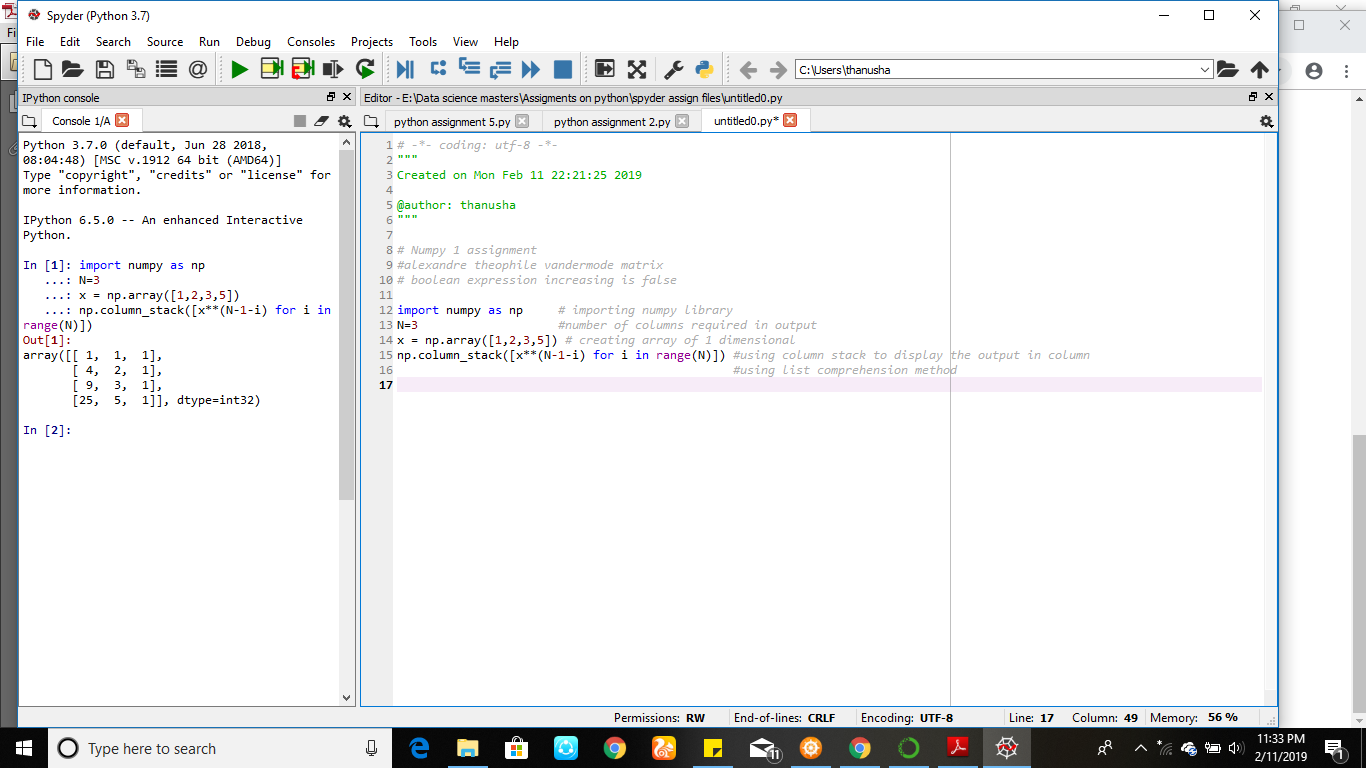 Spyder (Python 3.7)
Fi
File Edit Search Source Run Debug Consoles Projects Tools View Help
C:\Users\thanusha
IPython console
Editor - E:\Data science masters\Assigments on python\spyder assign files\untitled0.py
Console 1/A
python assignment 5.py python assignment 2.py untitled0.py*
Python 3.7.0 (default, Jun 28 2018,
08:04:48) [MSC v.1912 64 bit (AMD64)]
Type "copyright", "credits" or "license" for
more information.
IPython 6.5.0 -- An enhanced Interactive
Python.
In [1]: import numpy as np
...: N=3
...: x = np.array([1,2,3,5])
...: np.column_stack([x**(N-1-i) for i in
range(N)])
Out[1]:
array([[ 1,  1,  1],
[ 4,  2,  1],
[ 9,  3,  1],
[25,  5,  1]], dtype=int32)
In [2]:
1 # -*- coding: utf-8 -*-
2 """
3 Created on Mon Feb 11 22:21:25 2019
4
5 @author: thanusha
6 """
7
8 # Numpy 1 assignment
9 #alexandre theophile vandermode matrix
10 # boolean expression increasing is false
11
12 import numpy as np     # importing numpy library
13 N=3                    #number of columns required in output
14 x = np.array([1,2,3,5]) # creating array of 1 dimensional
15 np.column_stack([x**(N-1-i) for i in range(N)]) #using column stack to display the output in column
16                                                 #using list comprehension method
17
Permissions: RW End-of-lines: CRLF Encoding: UTF-8 Line: 17 Column: 49 Memory: 56 %
Type here to search
11
11:33 PM
2/11/2019
1